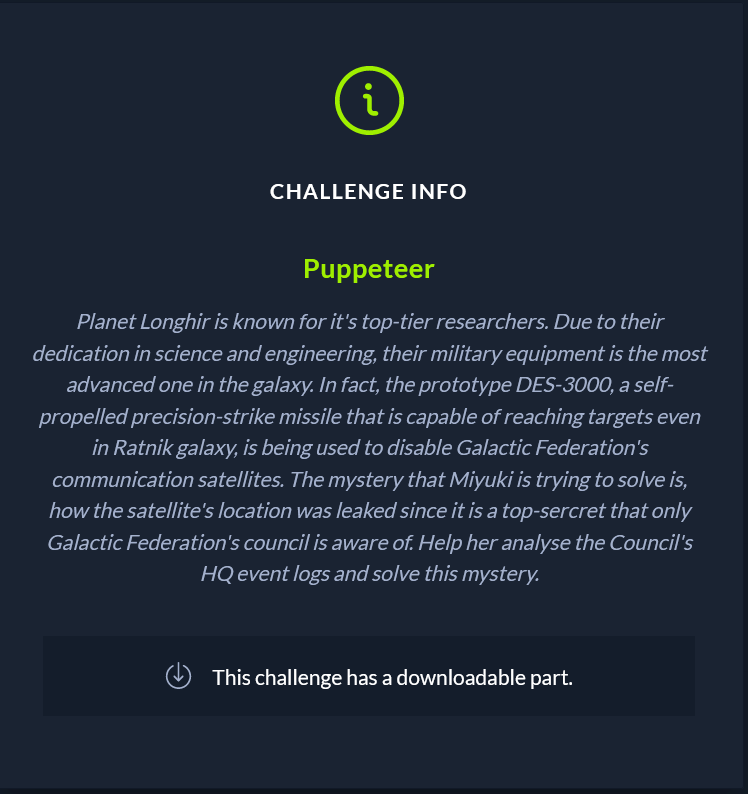 CHALLENGE INFO
Puppeteer
Planet Longhir is known for it's top-tier researchers. Due to their
dedication in science and engineering, their military equipment is the most
advanced one in the galaxy. In fact, the prototype DES-3000, a self-
propelled precision-strike missile that is capable of reaching targets even
in Ratnik galaxy, is being used to disable Galactic Federation's
communication satellites. The mystery that Miyuki is trying to solve is,
how the satellite's location was leaked since it is a top-sercret that only
Galactic Federation's council is aware of. Help her analyse the Council's
HQ event logs and solve this mystery.
This challenge has a downloadable part.